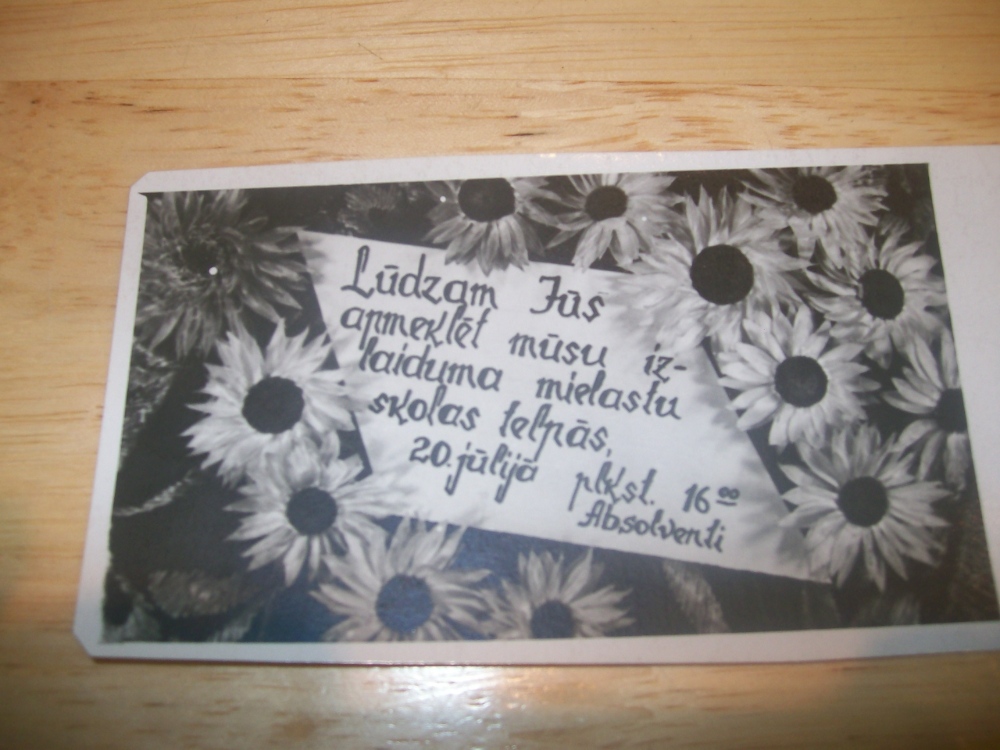 Lūdzam Jūs
apmeklēt mūsu iz-
laiduma mielastu
skolas telpās,
20. jūlijā plkst. 16⁰⁰
Absolventi